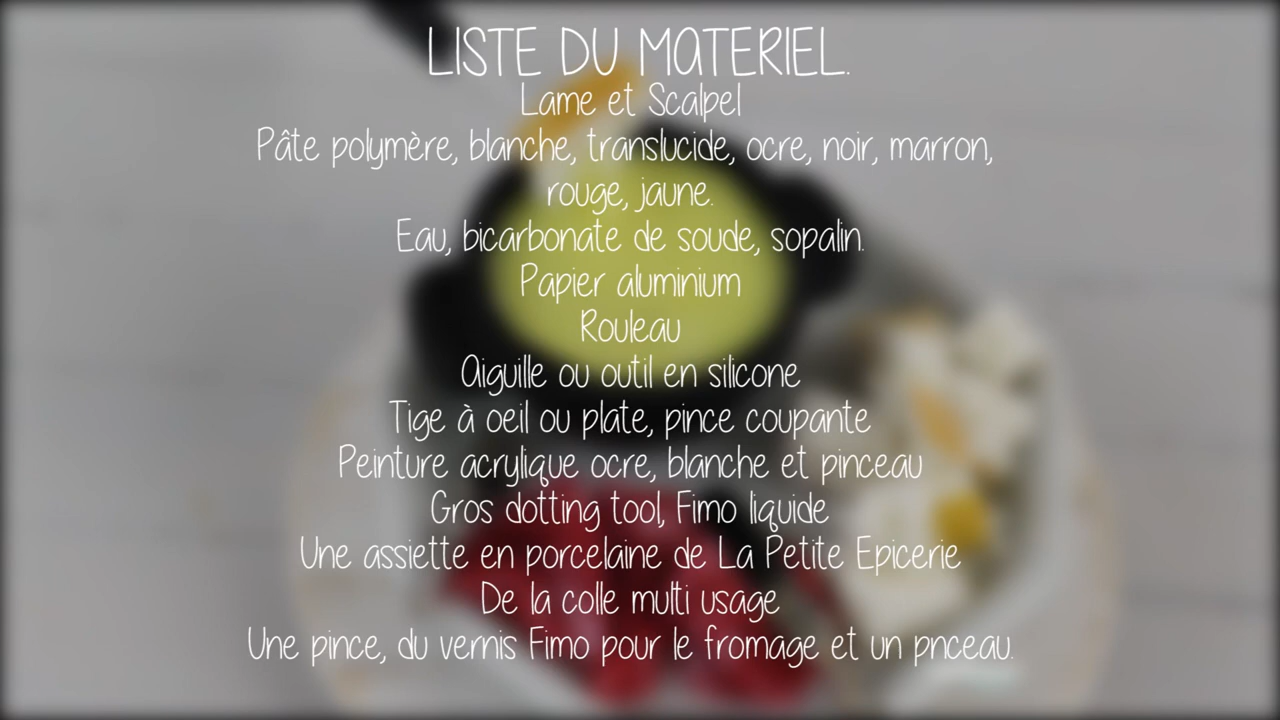 LISTE DU MATERIEL.
Lame et Scalpel
Pâte polymère, blanche, translucide, ocre, noir, marron,
rouge, jaune.
Eau, bicarbonate de soude, sopalin.
Papier aluminium
Rouleau
Aiguille ou outil en silicone
Tige à oeil ou plate, pince coupante
Peinture acrylique ocre, blanche et pinceau
Gros dotting tool, Fimo liquide
Une assiette en porcelaine de La Petite Epicerie
De la colle multi usage
Une pince, du vernis Fimo pour le fromage et un pnceau.